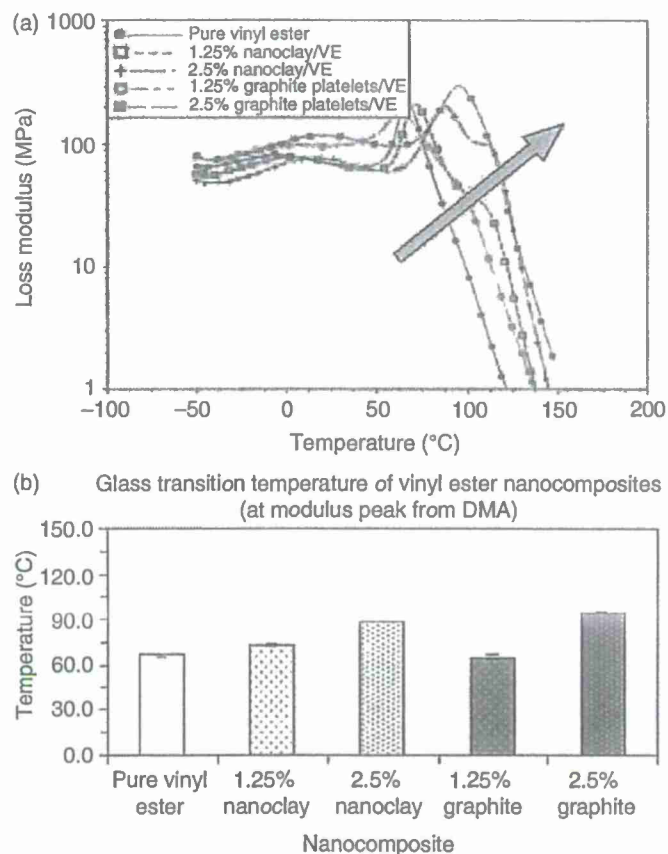 (a)
1000
100
10
1
Loss modulus (MPa)
Pure vinyl ester
1.25% nanoclay/VE
2.5% nanoclay/VE
1.25% graphite platelets/VE
2.5% graphite platelets/VE
−100 −50 0 50 100 150 200
Temperature (°C)
(b) Glass transition temperature of vinyl ester nanocomposites
(at modulus peak from DMA)
150.0
120.0
90.0
60.0
30.0
0.0
Temperature (°C)
Pure vinyl ester
1.25% nanoclay
2.5% nanoclay
1.25% graphite
2.5% graphite
Nanocomposite